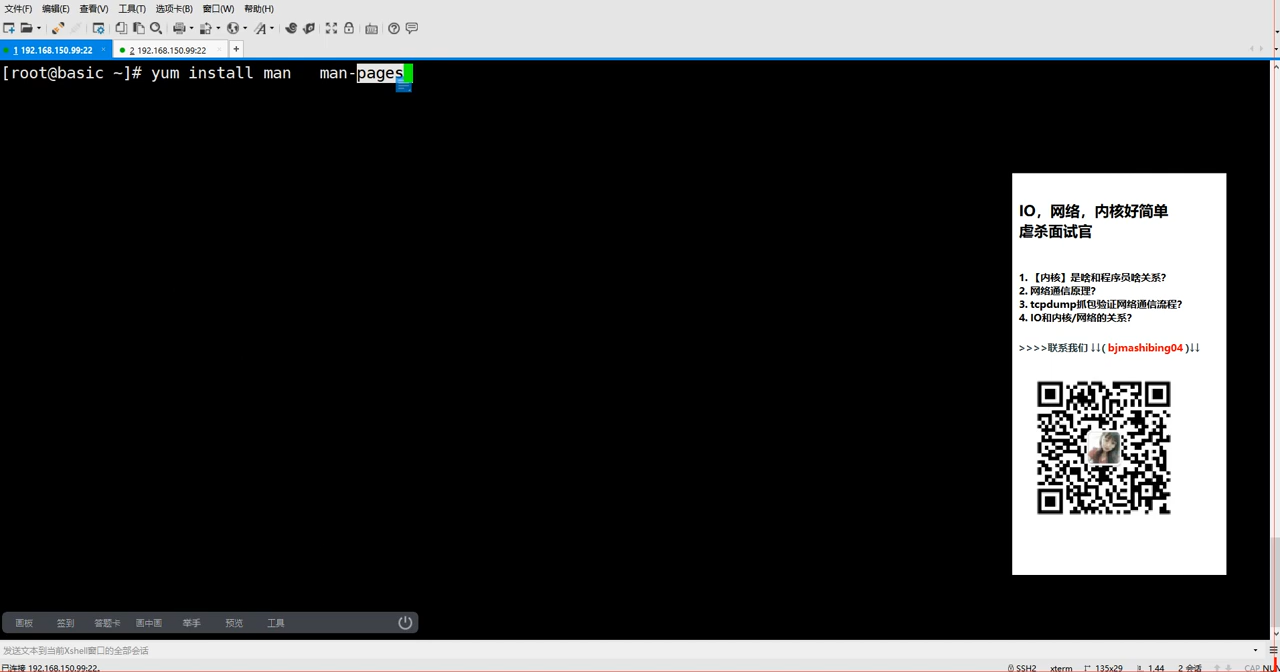 文件(F) 编辑(E) 查看(V) 工具(T) 选项卡(B) 窗口(W) 帮助(H)
1 192.168.150.99:22 × 2 192.168.150.99:22 × +
[root@basic ~]# yum install man   man-pages
IO，网络，内核好简单
虐杀面试官
1. 【内核】是啥和程序员啥关系?
2. 网络通信原理?
3. tcpdump抓包验证网络通信流程?
4. IO和内核/网络的关系?
>>>>联系我们 ↓↓( bjmashibing04 )↓↓
画板 签到 答题卡 画中画 举手 预览 工具
发送文本到当前Xshell窗口的全部会话
已连接 192.168.150.99:22。 SSH2 xterm 135x29 1,44 2 会话 CAP NUM